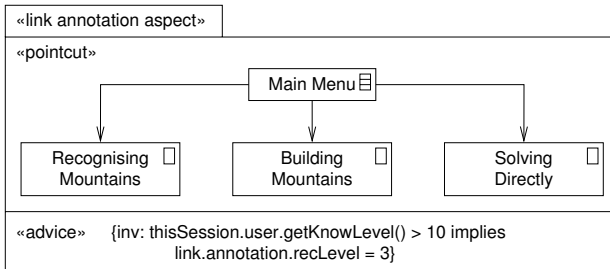 «link annotation aspect»
«pointcut»
Main Menu
Recognising
Mountains
Building
Mountains
Solving
Directly
«advice» {inv: thisSession.user.getKnowLevel() > 10 implies
link.annotation.recLevel = 3}